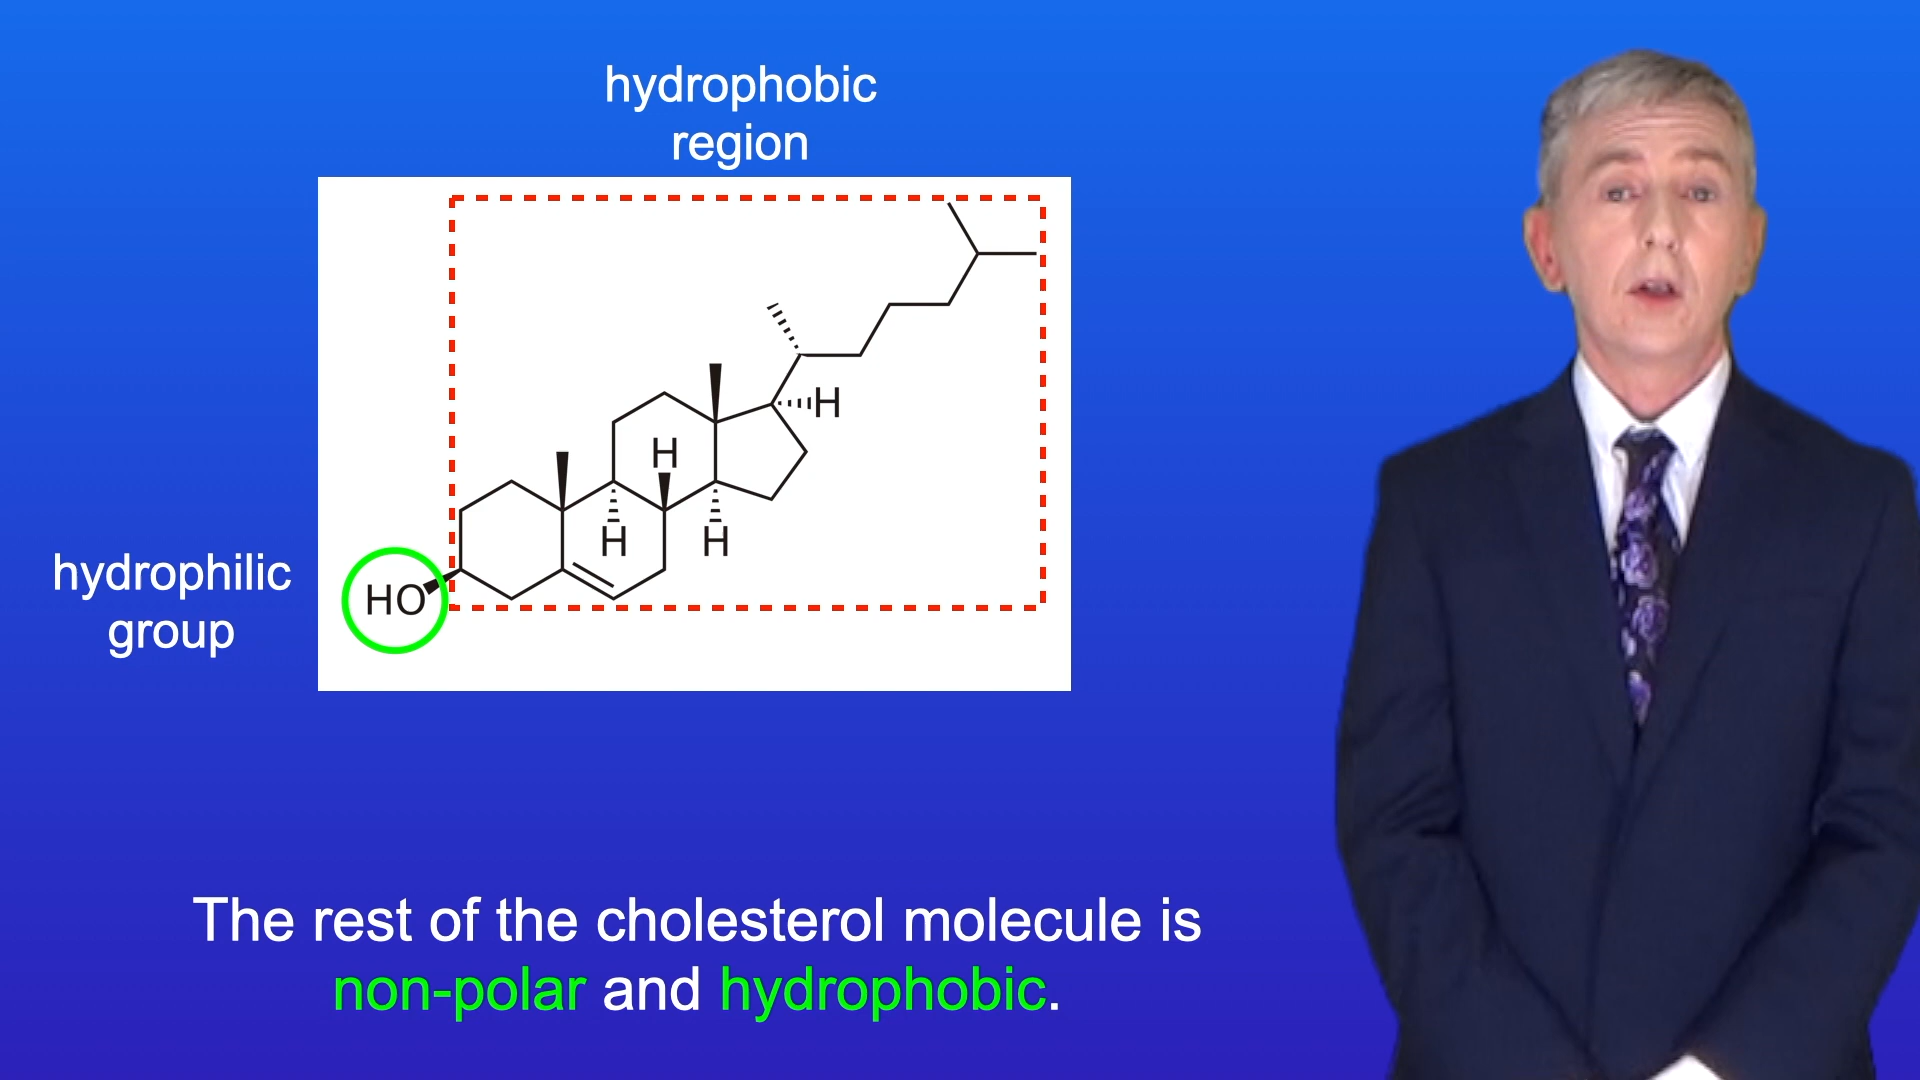 hydrophobic
region
H
H
H
H
HO
hydrophilic
group
The rest of the cholesterol molecule is
non-polar and hydrophobic.